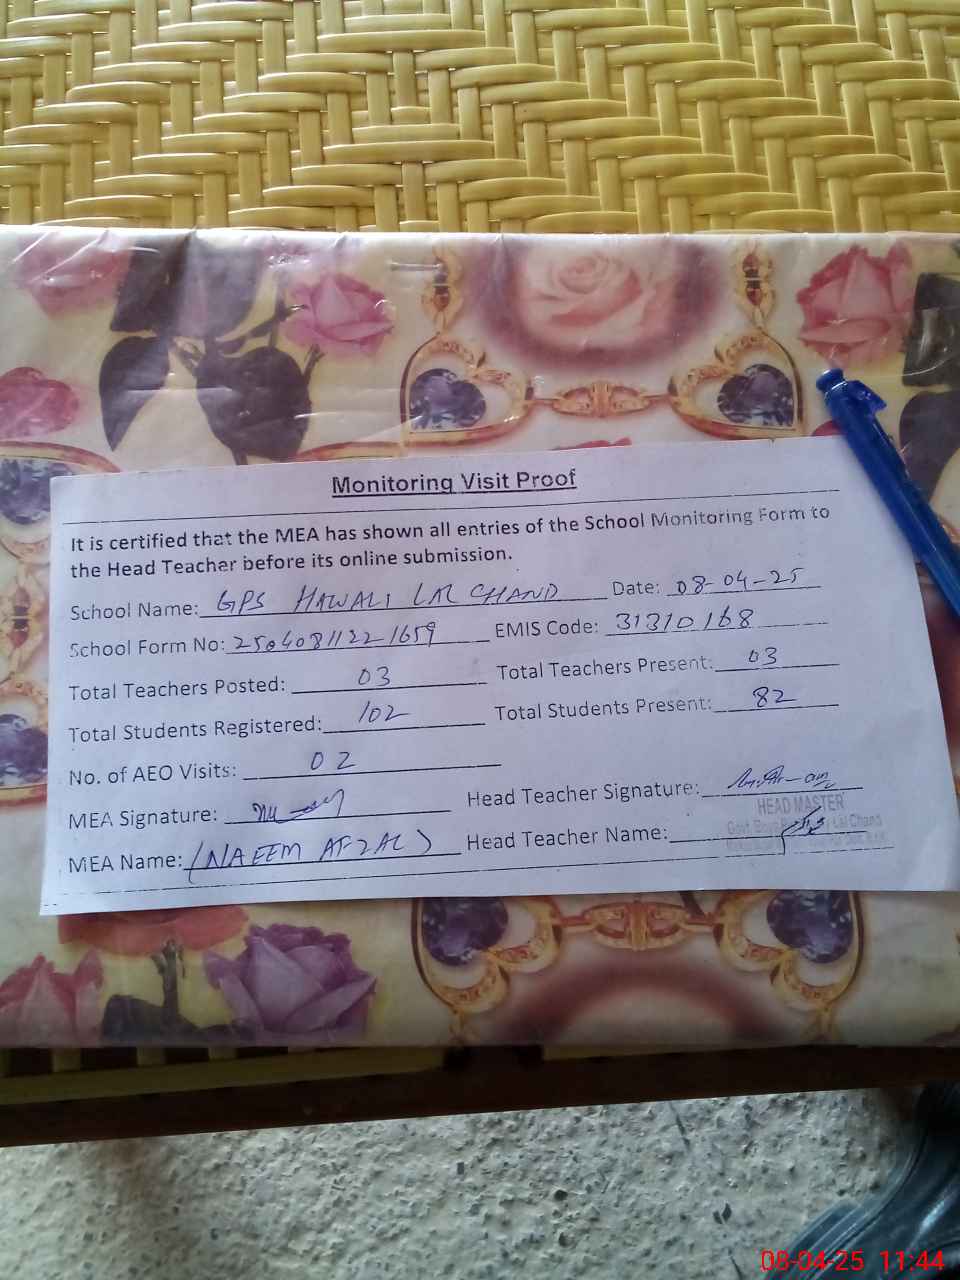 Monitoring Visit Proof
It is certified that the MEA has shown all entries of the School Monitoring Form to
the Head Teacher before its online submission.
School Name: GPS HAWALI LAL CHAND Date: 08-04-25
School Form No: 25040811221659 EMIS Code: 31310168
Total Teachers Posted: 03 Total Teachers Present: 03
Total Students Registered: 102 Total Students Present: 82
No. of AEO Visits: 02
MEA Signature: Head Teacher Signature:
HEAD MASTER
MEA Name: (NAEEM AFZAL) Head Teacher Name:
Lal Chand
08-04-25 11:44